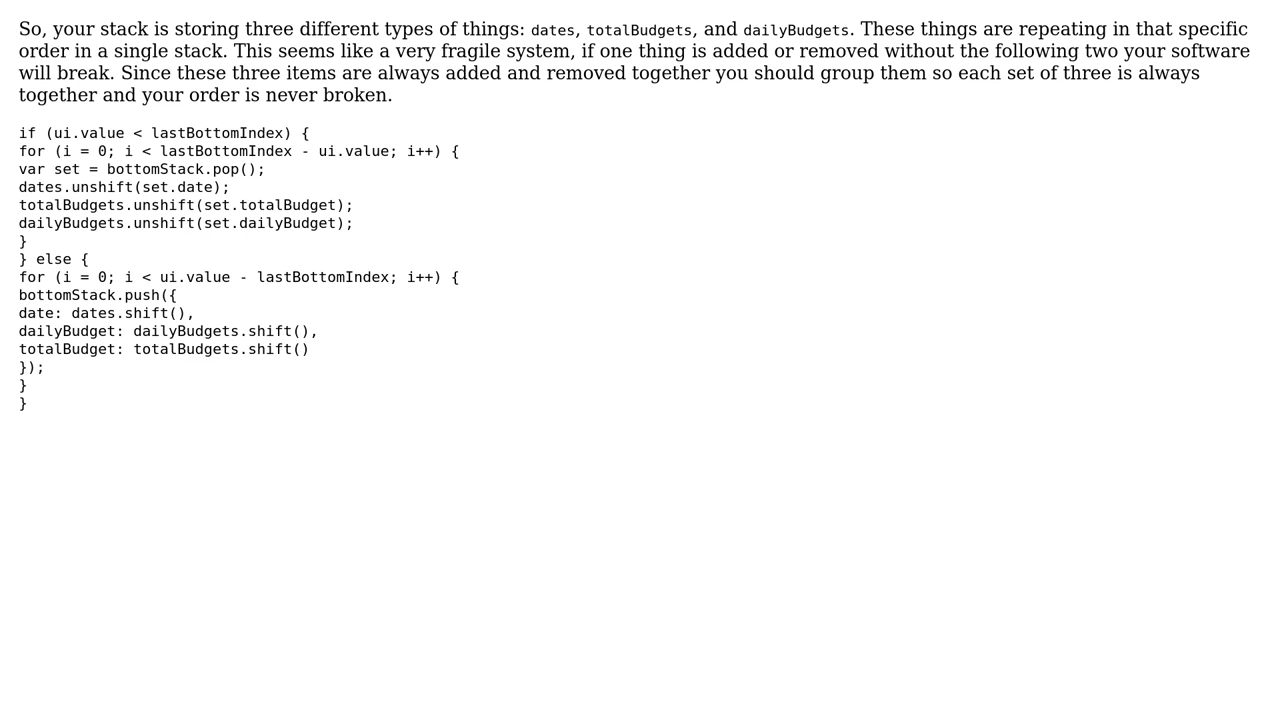 So, your stack is storing three different types of things: dates, totalBudgets, and dailyBudgets. These things are repeating in that specific
order in a single stack. This seems like a very fragile system, if one thing is added or removed without the following two your software
will break. Since these three items are always added and removed together you should group them so each set of three is always
together and your order is never broken.
if (ui.value < lastBottomIndex) {
for (i = 0; i < lastBottomIndex - ui.value; i++) {
var set = bottomStack.pop();
dates.unshift(set.date);
totalBudgets.unshift(set.totalBudget);
dailyBudgets.unshift(set.dailyBudget);
}
} else {
for (i = 0; i < ui.value - lastBottomIndex; i++) {
bottomStack.push({
date: dates.shift(),
dailyBudget: dailyBudgets.shift(),
totalBudget: totalBudgets.shift()
});
}
}